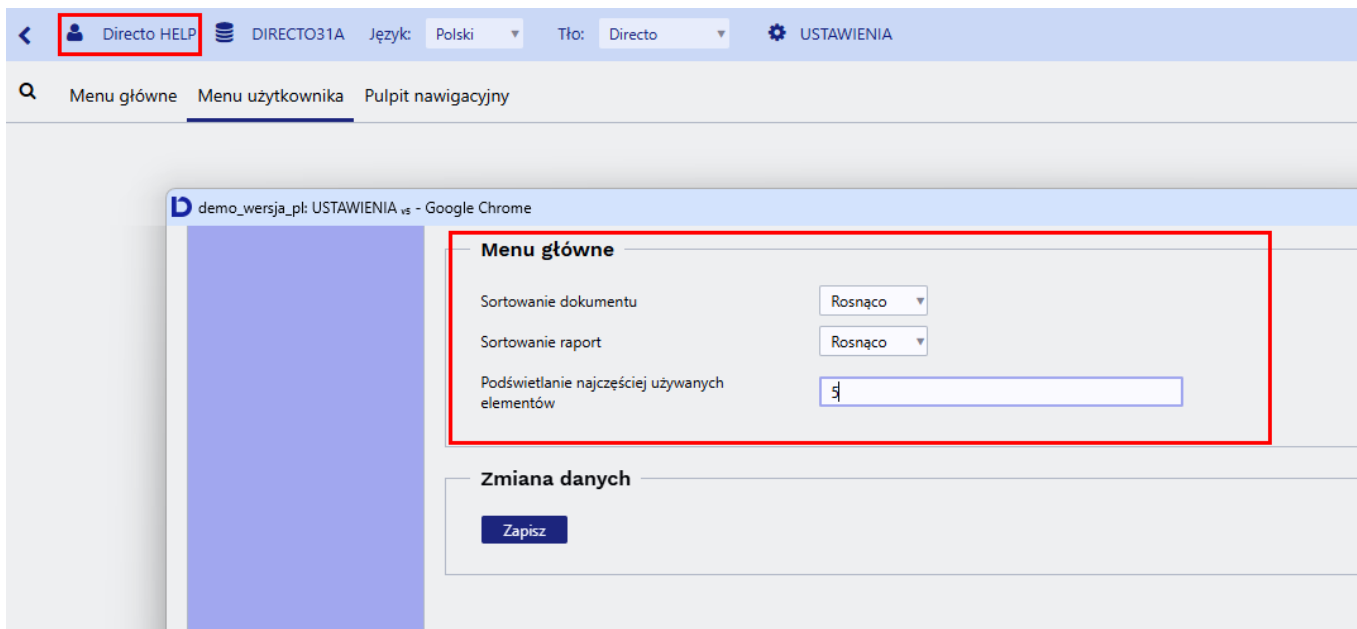 Directo HELP DIRECTO31A Język: Polski Tło: Directo USTAWIENIA
Menu główne Menu użytkownika Pulpit nawigacyjny
demo_wersja_pl: USTAWIENIA v5 - Google Chrome
Menu główne
Sortowanie dokumentu Rosnąco
Sortowanie raport Rosnąco
Podświetlanie najczęściej używanych
elementów 5
Zmiana danych
Zapisz